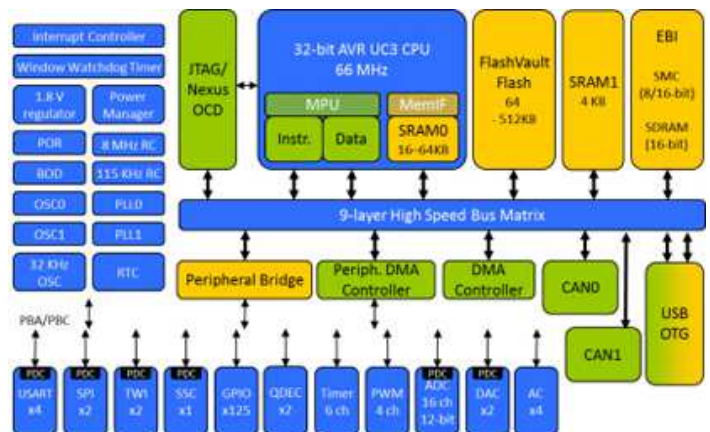 Interrupt Controller
Window Watchdog Timer
1.8-V
regulator
Power
Manager
POR
8 MHz RC
BOD
115 KHz RC
OSC0
PLL0
OSC1
PLL1
32 KHz
OSC
RTC
JTAG/
Nexus
OCD
32-bit AVR UC3 CPU
66 MHz
MPU
MemIF
Instr.
Data
SRAM0
16~64KB
FlashVault
Flash
64
- 512KB
SRAM1
4 KB
EBI
SMC
(8/16-bit)
SDRAM
(16-bit)
9-layer High Speed Bus Matrix
Peripheral Bridge
Periph. DMA
Controller
DMA
Controller
CAN0
CAN1
USB
OTG
PBA/PBC
PDC
USART
x4
PDC
SPI
x2
PDC
TWI
x2
PDC
SSC
x1
GPIO
x125
QDEC
x2
Timer
6 ch
PWM
4 ch
PDC
ADC
16 ch
12-bit
PDC
DAC
x2
AC
x4